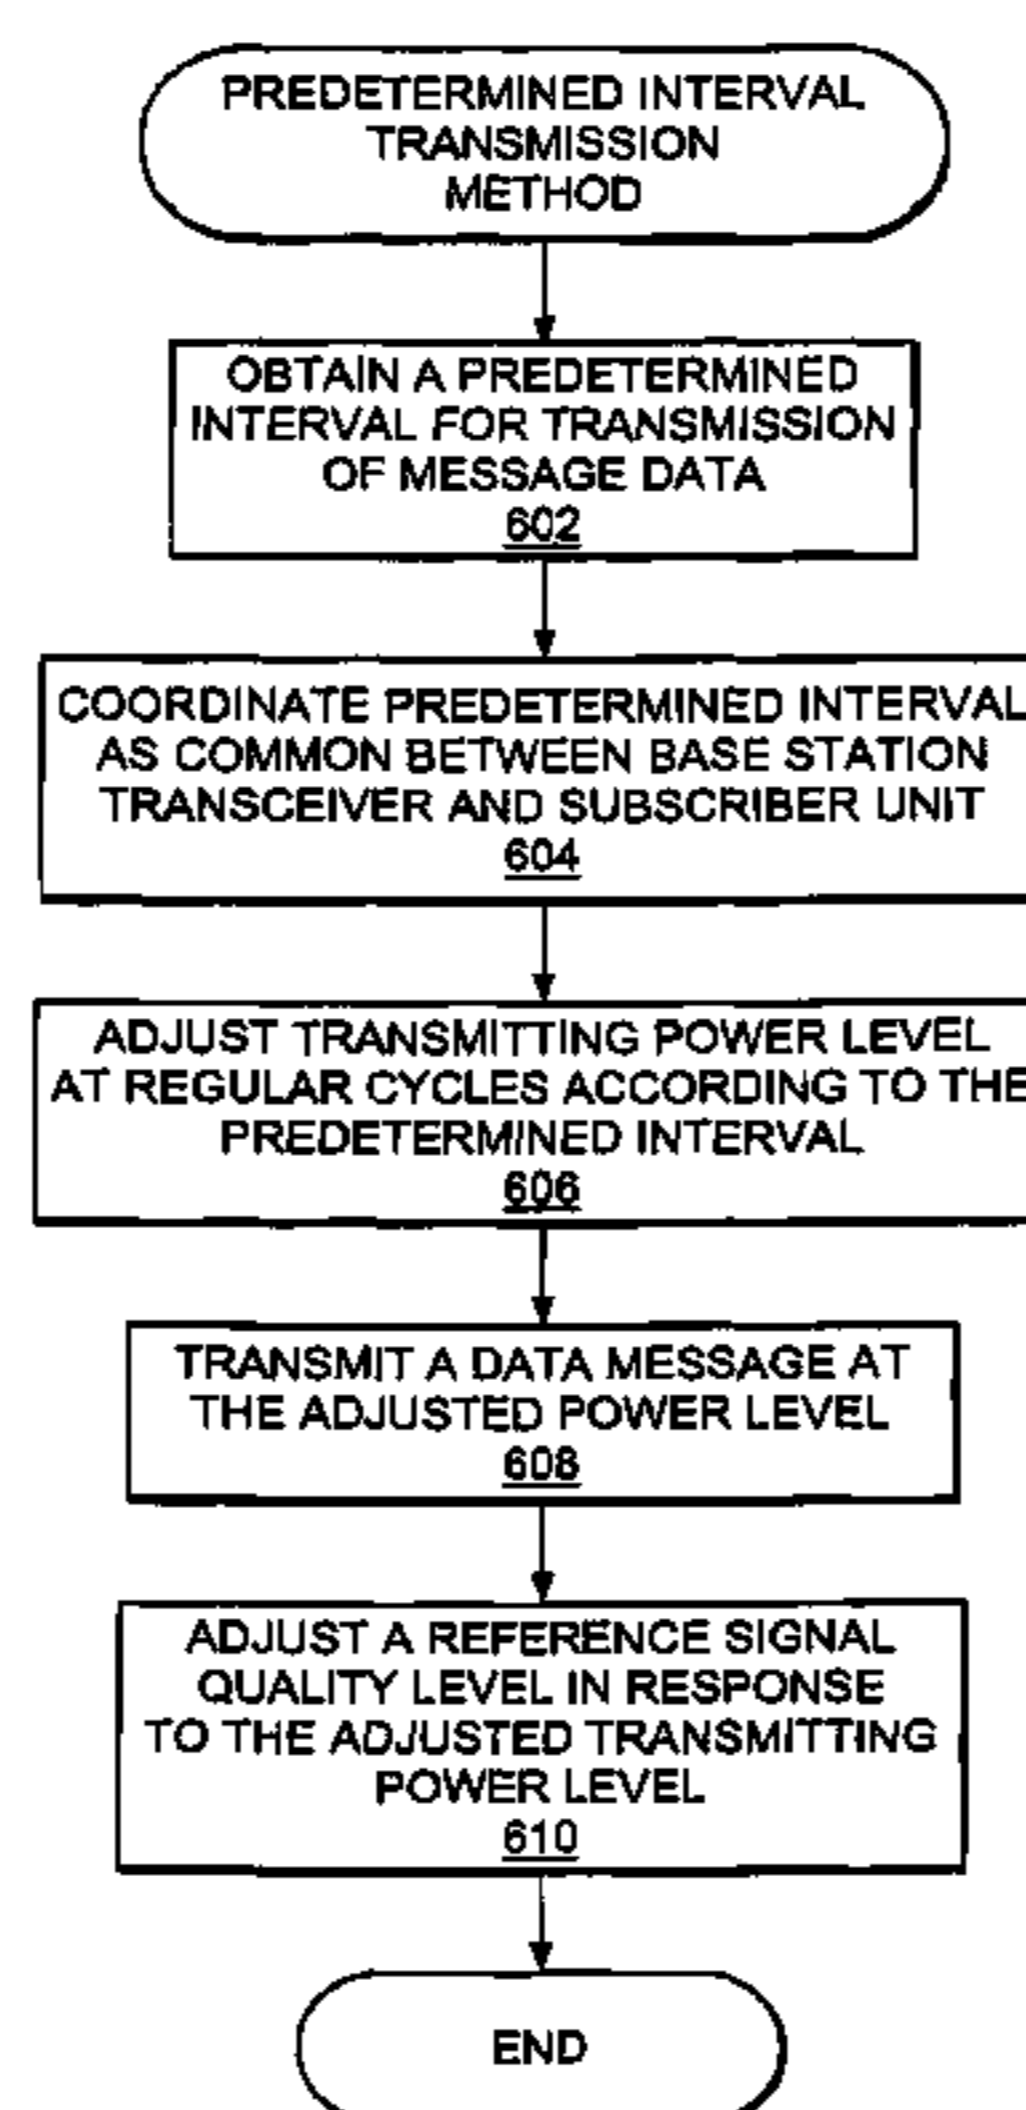 PREDETERMINED INTERVAL
TRANSMISSION
METHOD
OBTAIN A PREDETERMINED
INTERVAL FOR TRANSMISSION
OF MESSAGE DATA
602
COORDINATE PREDETERMINED INTERVAL
AS COMMON BETWEEN BASE STATION
TRANSCEIVER AND SUBSCRIBER UNIT
604
ADJUST TRANSMITTING POWER LEVEL
AT REGULAR CYCLES ACCORDING TO THE
PREDETERMINED INTERVAL
606
TRANSMIT A DATA MESSAGE AT
THE ADJUSTED POWER LEVEL
608
ADJUST A REFERENCE SIGNAL
QUALITY LEVEL IN RESPONSE
TO THE ADJUSTED TRANSMITTING
POWER LEVEL
610
END